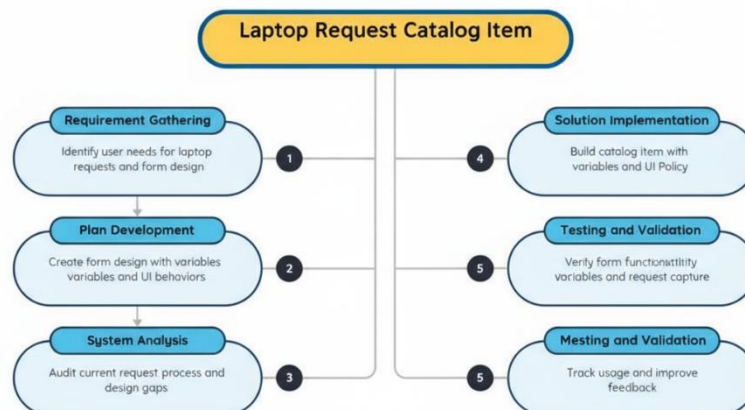 Laptop Request Catalog Item
Requirement Gathering
Identify user needs for laptop
requests and form design
1
Plan Development
Create form design with variables
variables and UI behaviors
2
System Analysis
Audit current request process and
design gaps
3
Solution Implementation
Build catalog item with
variables and UI Policy
4
Testing and Validation
Verify form
variables and request capture
5
Mesting and Validation
Track usage and improve
feedback
5